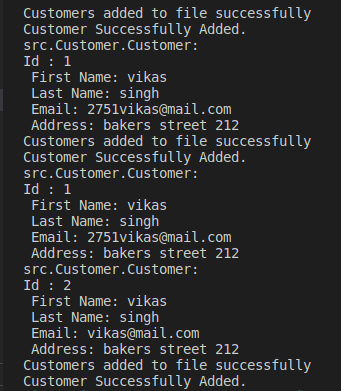 Customers added to file successfully
Customer Successfully Added.
src.Customer.Customer:
Id : 1
First Name: vikas
Last Name: singh
Email: 2751vikas@mail.com
Address: bakers street 212
Customers added to file successfully
Customer Successfully Added.
src.Customer.Customer:
Id : 1
First Name: vikas
Last Name: singh
Email: 2751vikas@mail.com
Address: bakers street 212
src.Customer.Customer:
Id : 2
First Name: vikas
Last Name: singh
Email: vikas@mail.com
Address: bakers street 212
Customers added to file successfully
Customer Successfully Added.